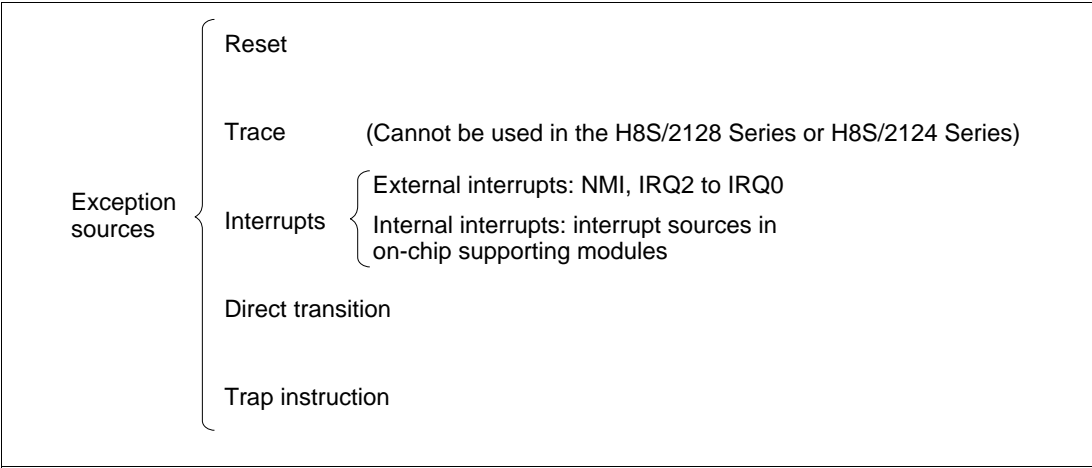 Reset
Trace (Cannot be used in the H8S/2128 Series or H8S/2124 Series)
Exception
sources
Interrupts
External interrupts: NMI, IRQ2 to IRQ0
Internal interrupts: interrupt sources in
on-chip supporting modules
Direct transition
Trap instruction